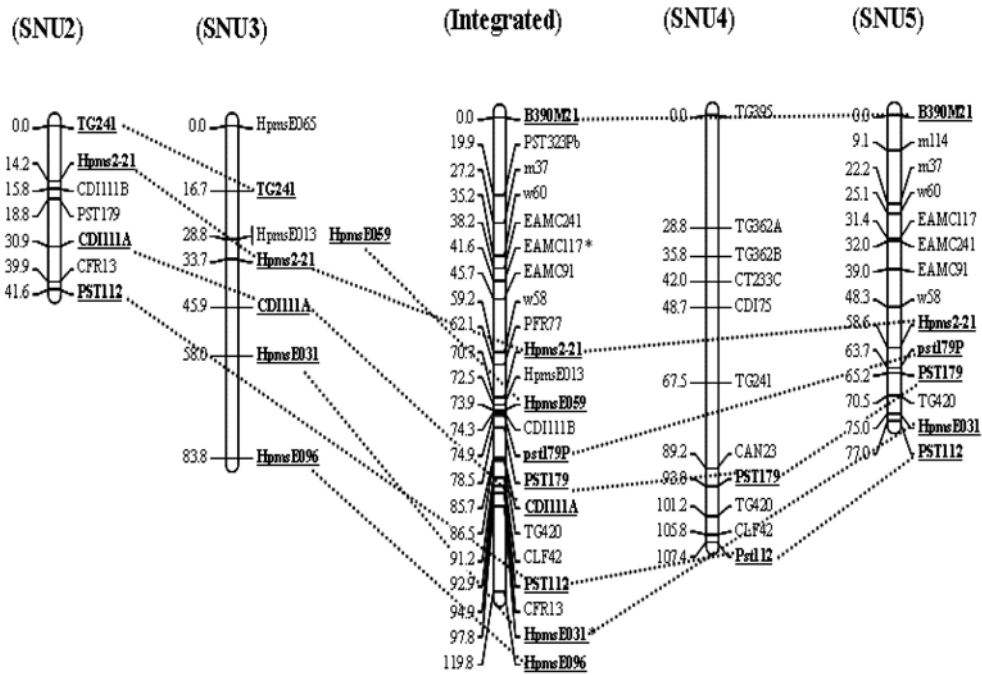 (SNU2)
(SNU3)
(Integrated)
(SNU4)
(SNU5)
0.0 TG241
14.2 Hpms2-21
15.8 CDI111B
18.8 PST179
30.9 CDI111A
39.9 CFR13
41.6 PST112
0.0 HpmsE065
16.7 TG241
28.8 HpmsE013 HpmsE059
33.7 Hpms2-21
45.9 CDI111A
58.0 HpmsE031
83.8 HpmsE096
0.0 B390M21
19.9 PST323Pb
27.2 m37
35.2 w60
38.2 EAMC241
41.6 EAMC117*
45.7 EAMC91
59.2 w58
62.1 PFR77
Hpms2-21
72.5 HpmsE013
73.9 HpmsE059
74.3 CDI111B
74.9 pstl79P
78.5 PST179
85.7 CDI111A
86.5 TG420
91.2 CLF42
92.9 PST112
94.9 CFR13
97.8 HpmsE031*
119.8 HpmsE096
0.0 TG395
28.8 TG362A
35.8 TG362B
42.0 CT233C
48.7 CDI75
67.5 TG241
89.2 CAN23
93.8 PST179
101.2 TG420
105.8 CLF42
107.4 Pst112
0.0 B390M21
9.1 m114
22.2 m37
25.1 w60
31.4 EAMC117
32.0 EAMC241
39.0 EAMC91
48.3 w58
58.6 Hpms2-21
63.7 pstl79P
65.2 PST179
70.5 TG420
75.0 HpmsE031
77.0 PST112